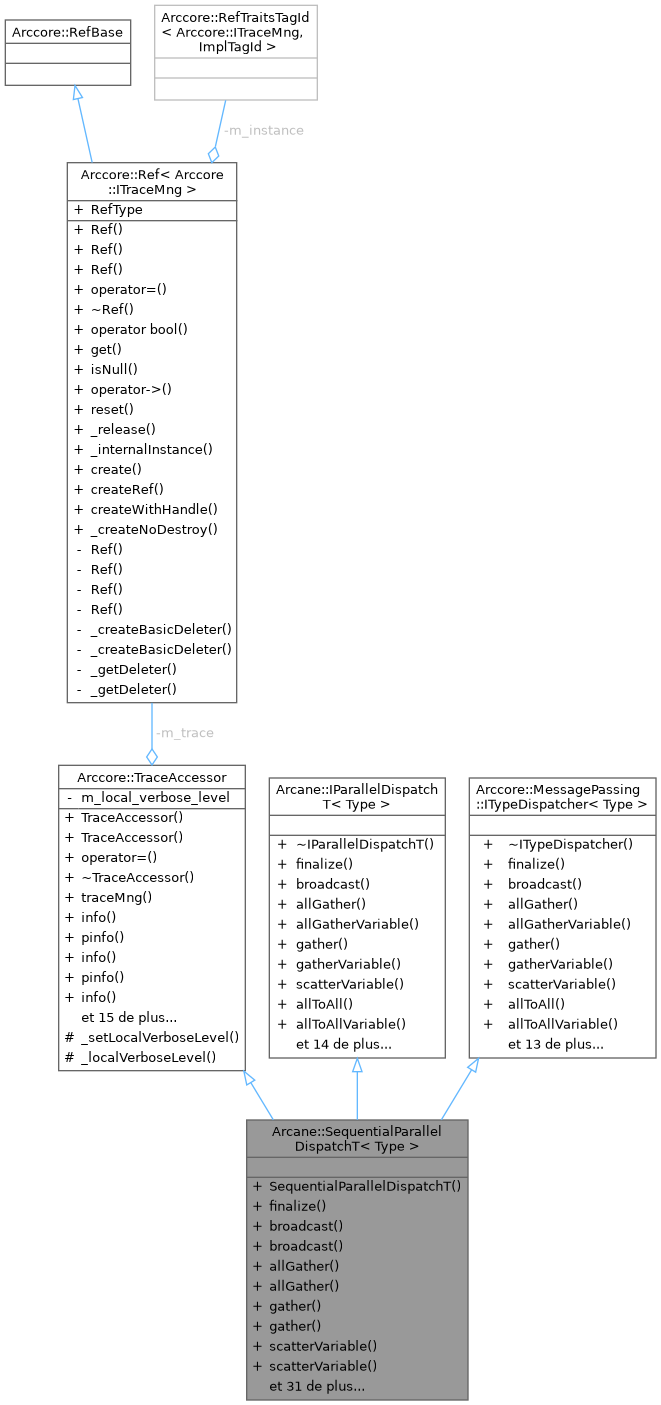 Arccore::RefBase
Arccore::RefTraitsTagId
< Arccore::ITraceMng,
ImplTagId >
-m_instance
Arccore::Ref< Arccore
::ITraceMng >
+ RefType
+ Ref()
+ Ref()
+ Ref()
+ operator=()
+ ~Ref()
+ operator bool()
+ get()
+ isNull()
+ operator->()
+ reset()
+ _release()
+ _internalInstance()
+ create()
+ createRef()
+ createWithHandle()
+ _createNoDestroy()
- Ref()
- Ref()
- Ref()
- Ref()
- _createBasicDeleter()
- _createBasicDeleter()
- _getDeleter()
- _getDeleter()
-m_trace
Arccore::TraceAccessor
- m_local_verbose_level
+ TraceAccessor()
+ TraceAccessor()
+ operator=()
+ ~TraceAccessor()
+ traceMng()
+ info()
+ pinfo()
+ info()
+ pinfo()
+ info()
et 15 de plus...
# _setLocalVerboseLevel()
# _localVerboseLevel()
Arcane::IParallelDispatch
T< Type >
+ ~IParallelDispatchT()
+ finalize()
+ broadcast()
+ allGather()
+ allGatherVariable()
+ gather()
+ gatherVariable()
+ scatterVariable()
+ allToAll()
+ allToAllVariable()
et 14 de plus...
Arccore::MessagePassing
::ITypeDispatcher< Type >
+ ~ITypeDispatcher()
+ finalize()
+ broadcast()
+ allGather()
+ allGatherVariable()
+ gather()
+ gatherVariable()
+ scatterVariable()
+ allToAll()
+ allToAllVariable()
et 13 de plus...
Arcane::SequentialParallel
DispatchT< Type >
+ SequentialParallelDispatchT()
+ finalize()
+ broadcast()
+ broadcast()
+ allGather()
+ allGather()
+ gather()
+ gather()
+ scatterVariable()
+ scatterVariable()
et 31 de plus...